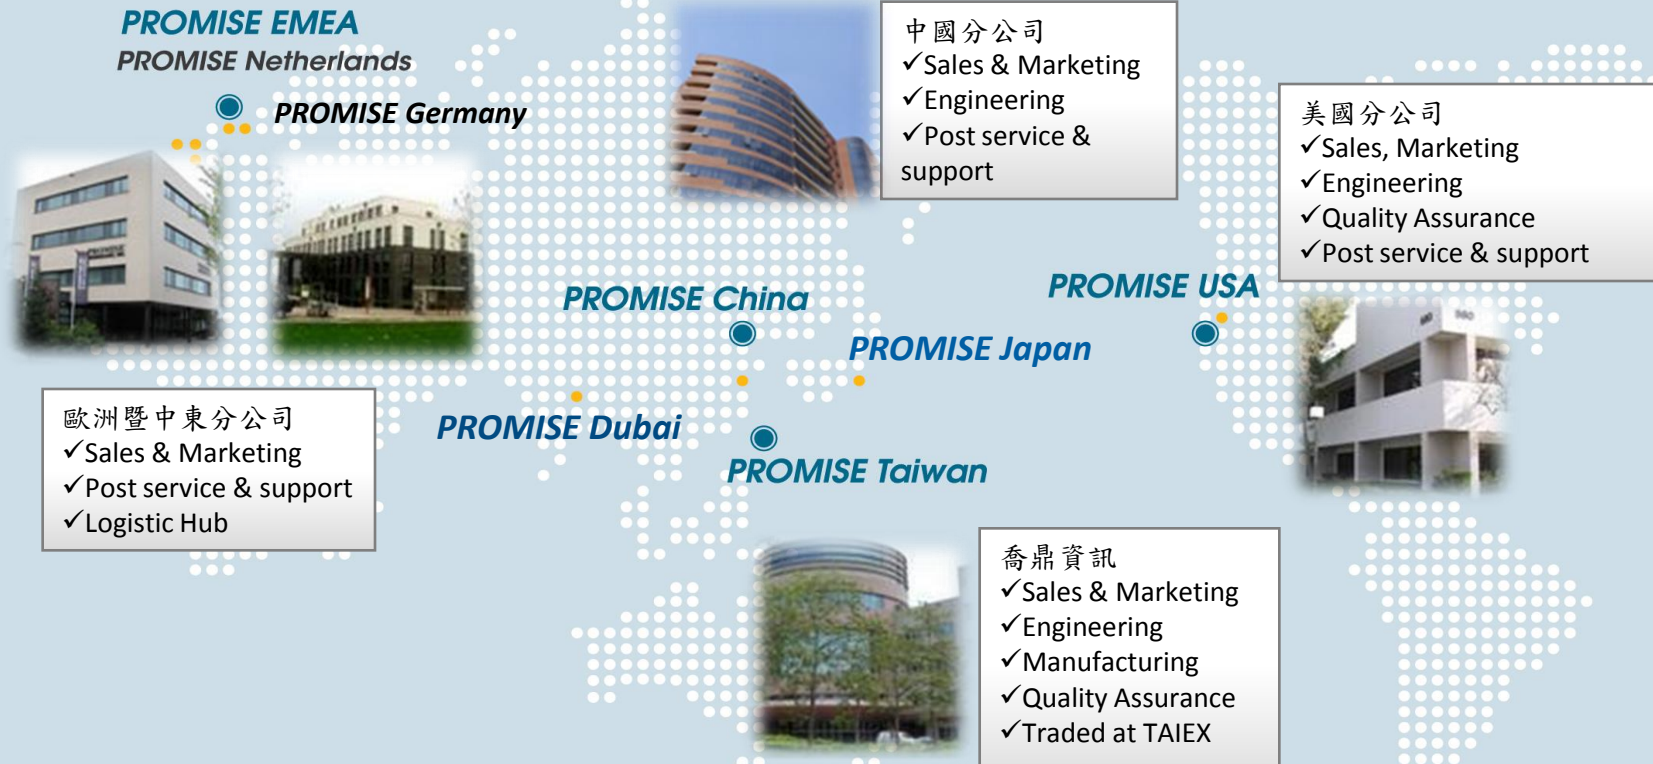 PROMISE EMEA
PROMISE Netherlands
PROMISE Germany
中國分公司
✓Sales & Marketing
✓Engineering
✓Post service &
support
美國分公司
✓Sales, Marketing
✓Engineering
✓Quality Assurance
✓Post service & support
PROMISE China
PROMISE USA
PROMISE Japan
歐洲暨中東分公司
✓Sales & Marketing
✓Post service & support
✓Logistic Hub
PROMISE Dubai
PROMISE Taiwan
喬鼎資訊
✓Sales & Marketing
✓Engineering
✓Manufacturing
✓Quality Assurance
✓Traded at TAIEX